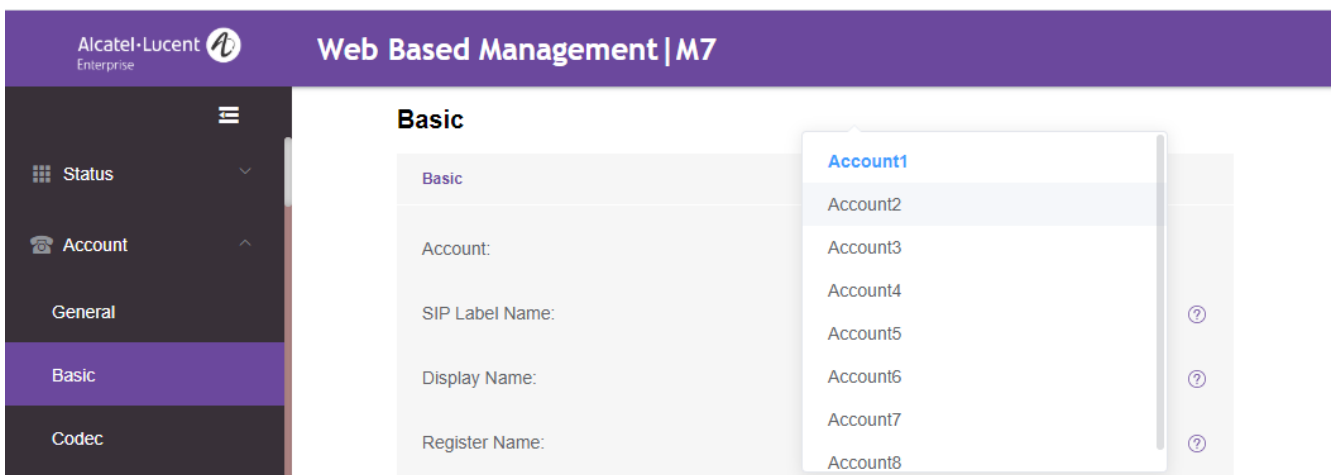 Alcatel·Lucent
Enterprise
Web Based Management|M7
Status
Account
General
Basic
Codec
Basic
Basic
Account:
SIP Label Name:
Display Name:
Register Name:
Account1
Account2
Account3
Account4
Account5
Account6
Account7
Account8